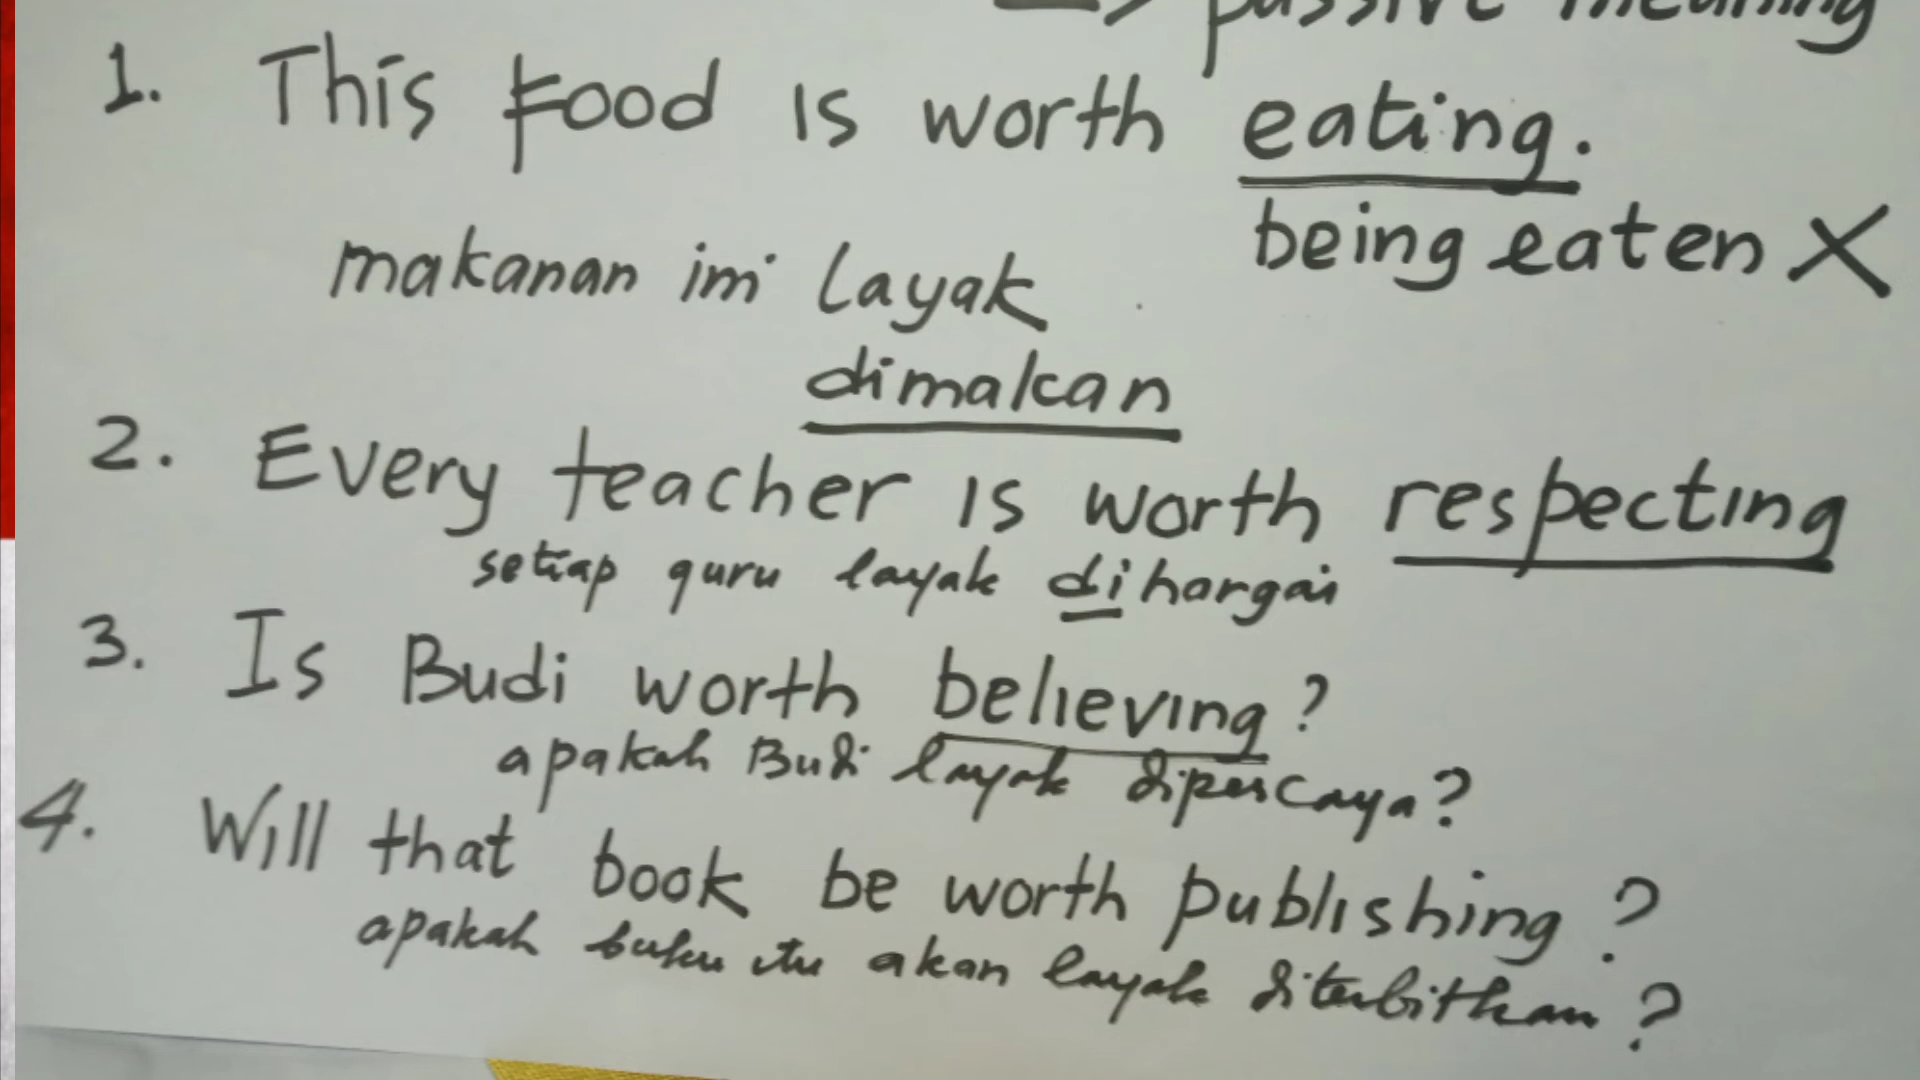 => passive meaning
1. This Food is worth eating.
being eaten X
makanan ini layak
dimakan
2. Every teacher is worth respecting
setiap guru layak dihargai
3. Is Budi worth believing?
apakah Budi layak dipercaya?
4. Will that book be worth publishing?
apakah buku itu akan layak diterbitkan?